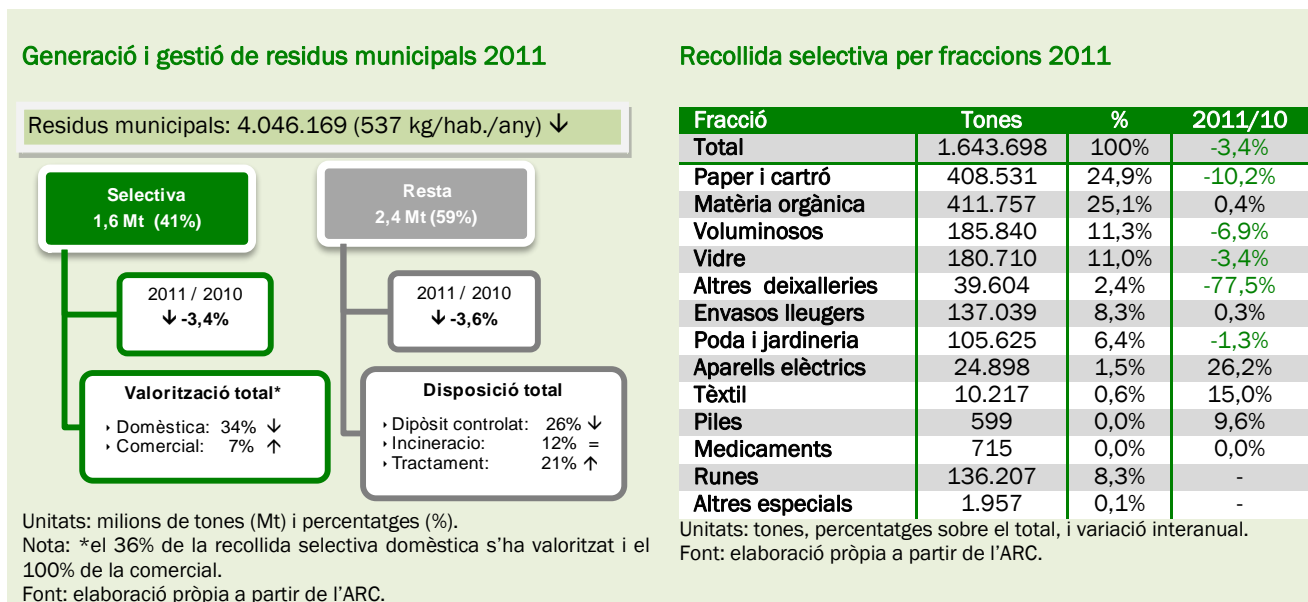 Generació i gestió de residus municipals 2011
Residus municipals: 4.046.169 (537 kg/hab./any) ↓
Selectiva
1,6 Mt (41%)
Resta
2,4 Mt (59%)
2011 / 2010
↓ -3,4%
2011 / 2010
↓ -3,6%
Valorització total*
‣ Domèstica: 34% ↓
‣ Comercial: 7% ↑
Disposició total
‣ Dipòsit controlat: 26% ↓
‣ Incineracio: 12% =
‣ Tractament: 21% ↑
Unitats: milions de tones (Mt) i percentatges (%).
Nota: *el 36% de la recollida selectiva domèstica s'ha valoritzat i el
100% de la comercial.
Font: elaboració pròpia a partir de l'ARC.
Recollida selectiva per fraccions 2011
Fracció Tones % 2011/10
Total 1.643.698 100% -3,4%
Paper i cartró 408.531 24,9% -10,2%
Matèria orgànica 411.757 25,1% 0,4%
Voluminosos 185.840 11,3% -6,9%
Vidre 180.710 11,0% -3,4%
Altres deixalleries 39.604 2,4% -77,5%
Envasos lleugers 137.039 8,3% 0,3%
Poda i jardineria 105.625 6,4% -1,3%
Aparells elèctrics 24.898 1,5% 26,2%
Tèxtil 10.217 0,6% 15,0%
Piles 599 0,0% 9,6%
Medicaments 715 0,0% 0,0%
Runes 136.207 8,3% -
Altres especials 1.957 0,1% -
Unitats: tones, percentatges sobre el total, i variació interanual.
Font: elaboració pròpia a partir de l'ARC.